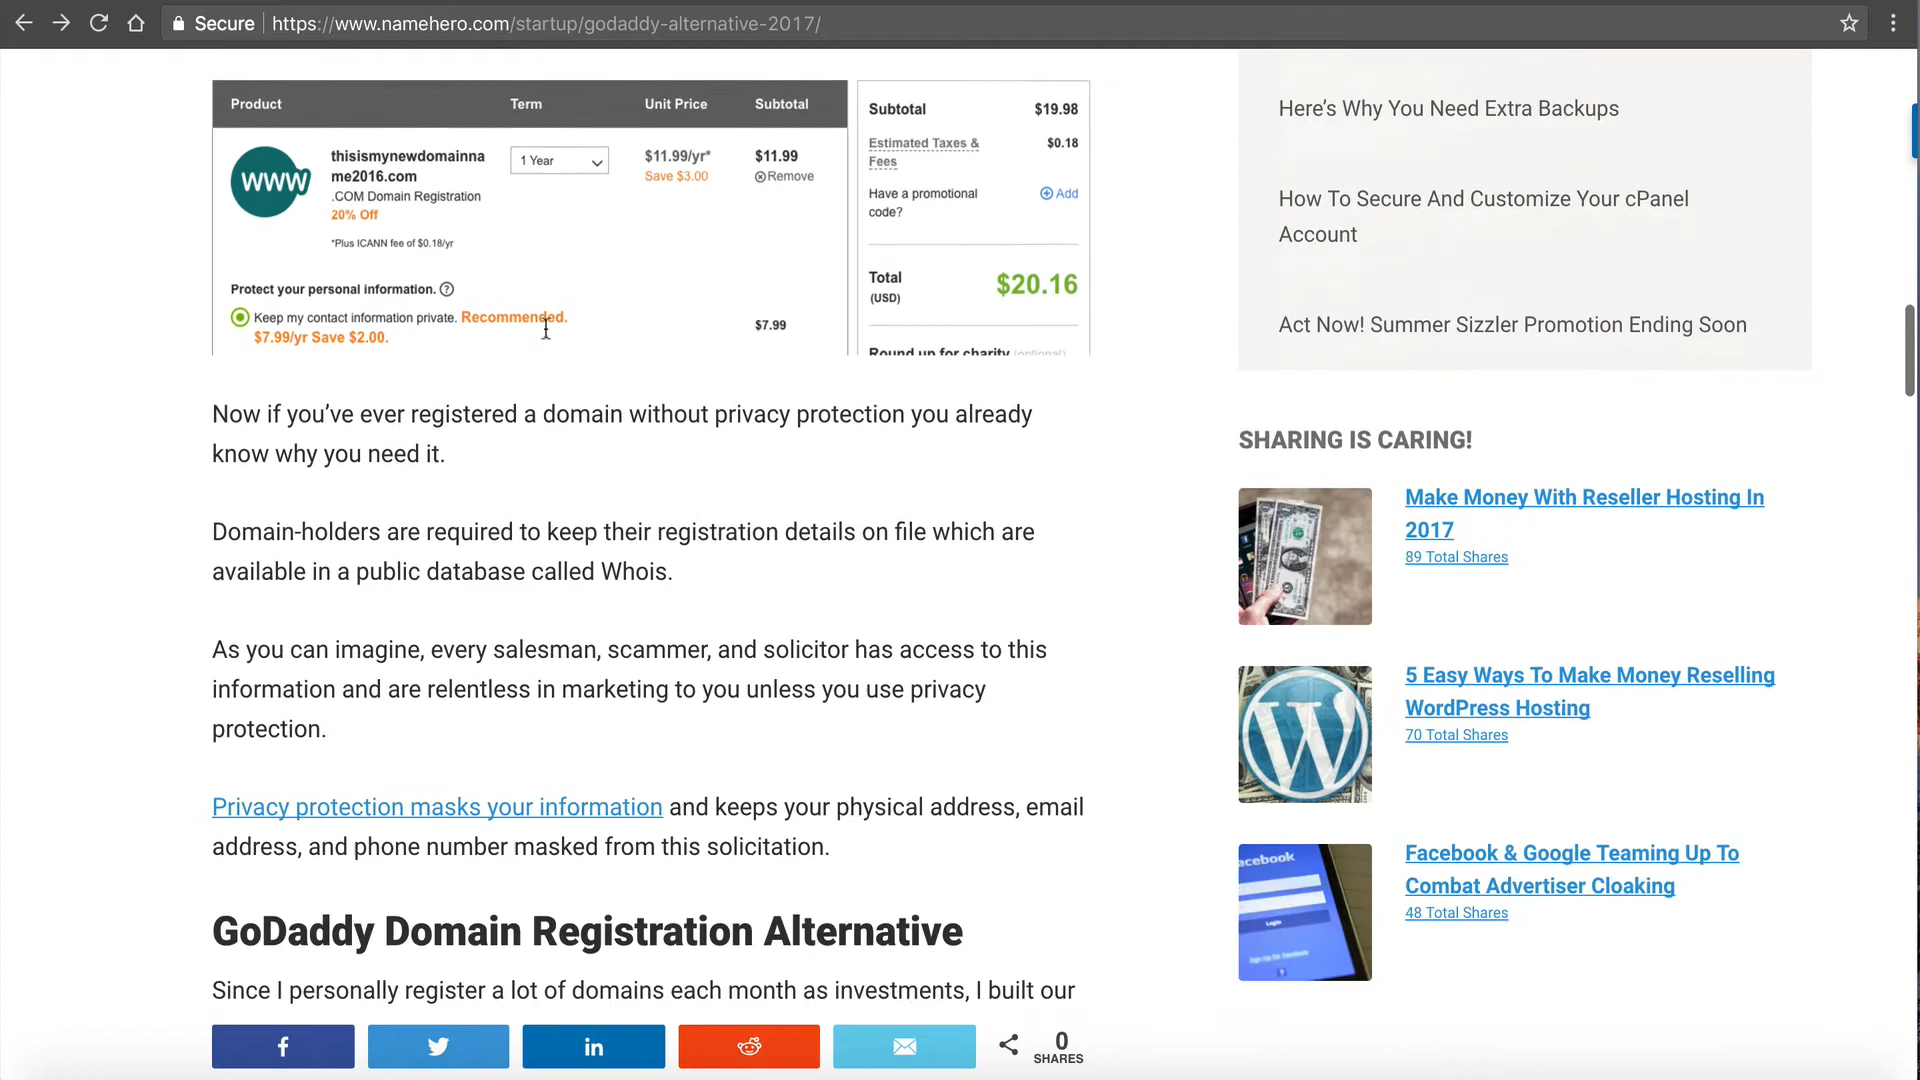 Secure https://www.namehero.com/startup/godaddy-alternative-2017/
Product Term Unit Price Subtotal
www
thisismynewdomainna
me2016.com
.COM Domain Registration
20% Off
*Plus ICANN fee of $0.18/yr
1 Year
$11.99/yr*
Save $3.00
$11.99
Remove
Protect your personal information. ?
Keep my contact information private. Recommended.
$7.99/yr Save $2.00.
$7.99
Subtotal $19.98
Estimated Taxes & $0.18
Fees
Have a promotional Add
code?
Total $20.16
(USD)
Round up for charity (optional)
Now if you’ve ever registered a domain without privacy protection you already
know why you need it.
Domain-holders are required to keep their registration details on file which are
available in a public database called Whois.
As you can imagine, every salesman, scammer, and solicitor has access to this
information and are relentless in marketing to you unless you use privacy
protection.
Privacy protection masks your information and keeps your physical address, email
address, and phone number masked from this solicitation.
GoDaddy Domain Registration Alternative
Since I personally register a lot of domains each month as investments, I built our
f
in
0
SHARES
Here’s Why You Need Extra Backups
How To Secure And Customize Your cPanel
Account
Act Now! Summer Sizzler Promotion Ending Soon
SHARING IS CARING!
Make Money With Reseller Hosting In
2017
89 Total Shares
5 Easy Ways To Make Money Reselling
WordPress Hosting
70 Total Shares
acebook
Login
Facebook & Google Teaming Up To
Combat Advertiser Cloaking
48 Total Shares